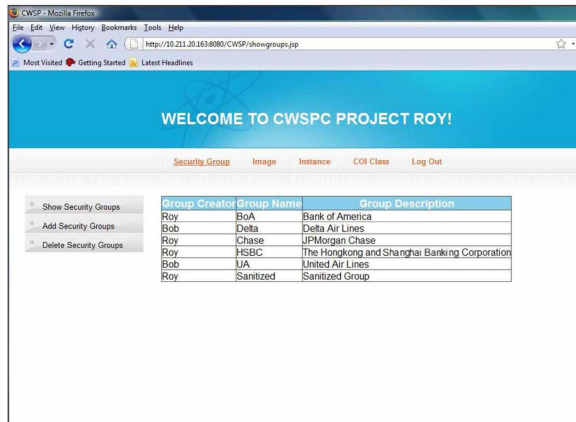 CWSP - Mozilla Firefox
File Edit View History Bookmarks Tools Help
http://10.211.20.163:8080/CWSP/showgroups.jsp
Most Visited Getting Started Latest Headlines
WELCOME TO CWSPC PROJECT ROY!
Security Group Image Instance COI Class Log Out
Show Security Groups
Add Security Groups
Delete Security Groups
Group Creator Group Name Group Description
Roy BoA Bank of America
Bob Delta Delta Air Lines
Roy Chase JPMorgan Chase
Roy HSBC The Hongkong and Shanghai Banking Corporation
Bob UA United Air Lines
Roy Sanitized Sanitized Group